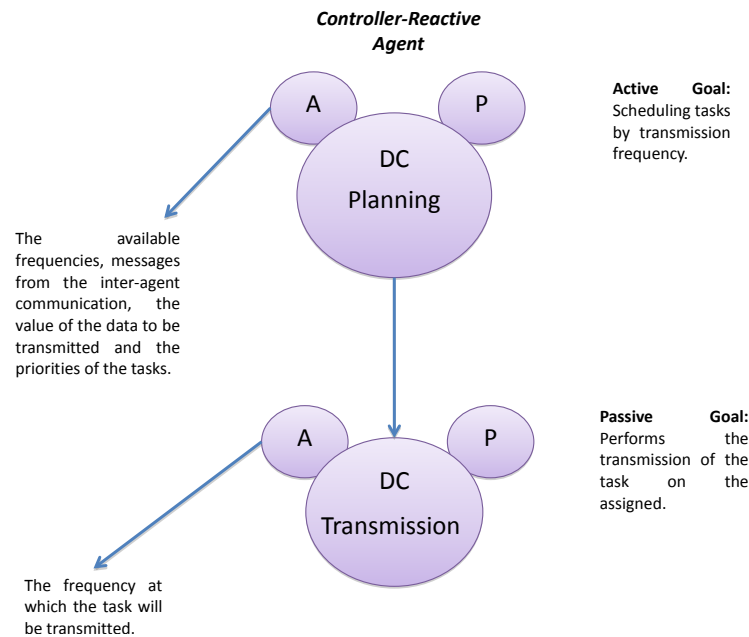 Controller-Reactive
Agent
A
P
DC
Planning
Active Goal:
Scheduling tasks
by transmission
frequency.
The available
frequencies, messages
from the inter-agent
communication, the
value of the data to be
transmitted and the
priorities of the tasks.
A
P
DC
Transmission
Passive Goal:
Performs the
transmission of the
task on the
assigned.
The frequency at
which the task will
be transmitted.